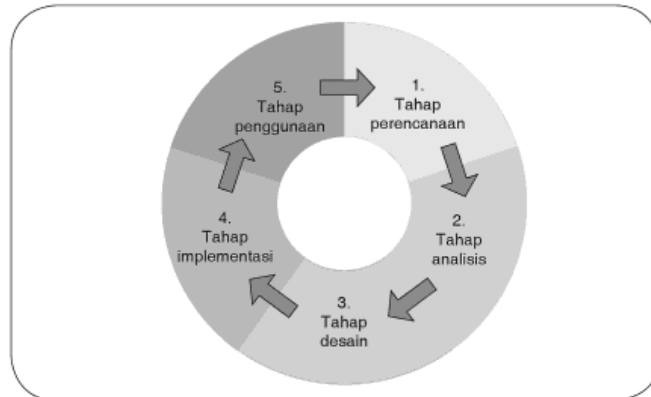 1.
Tahap
perencanaan
2.
Tahap
analisis
3.
Tahap
desain
4.
Tahap
implementasi
5.
Tahap
penggunaan